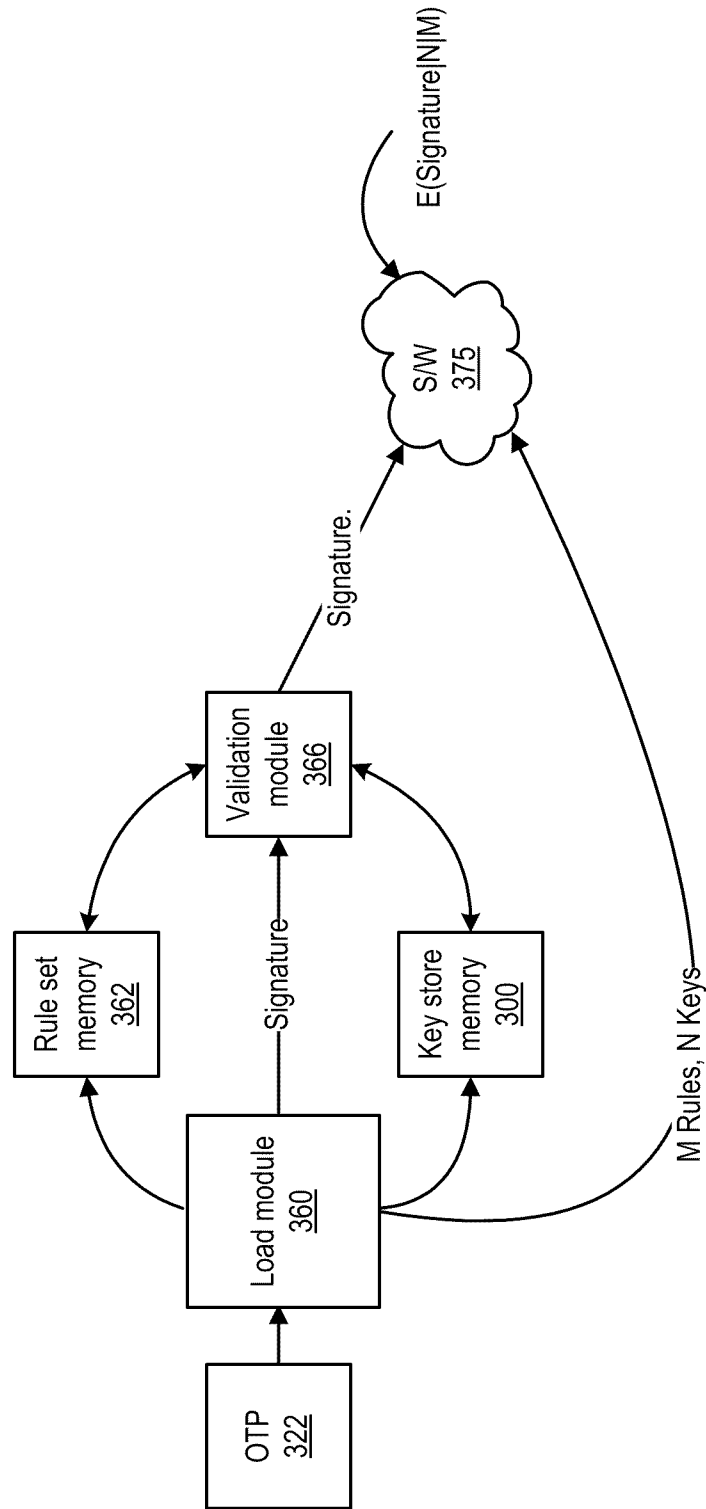 OTP
322
Load module
360
Rule set
memory
362
Signature
Key store
memory
300
Validation
module
366
Signature.
S/W
375
E(Signature|N|M)
M Rules, N Keys